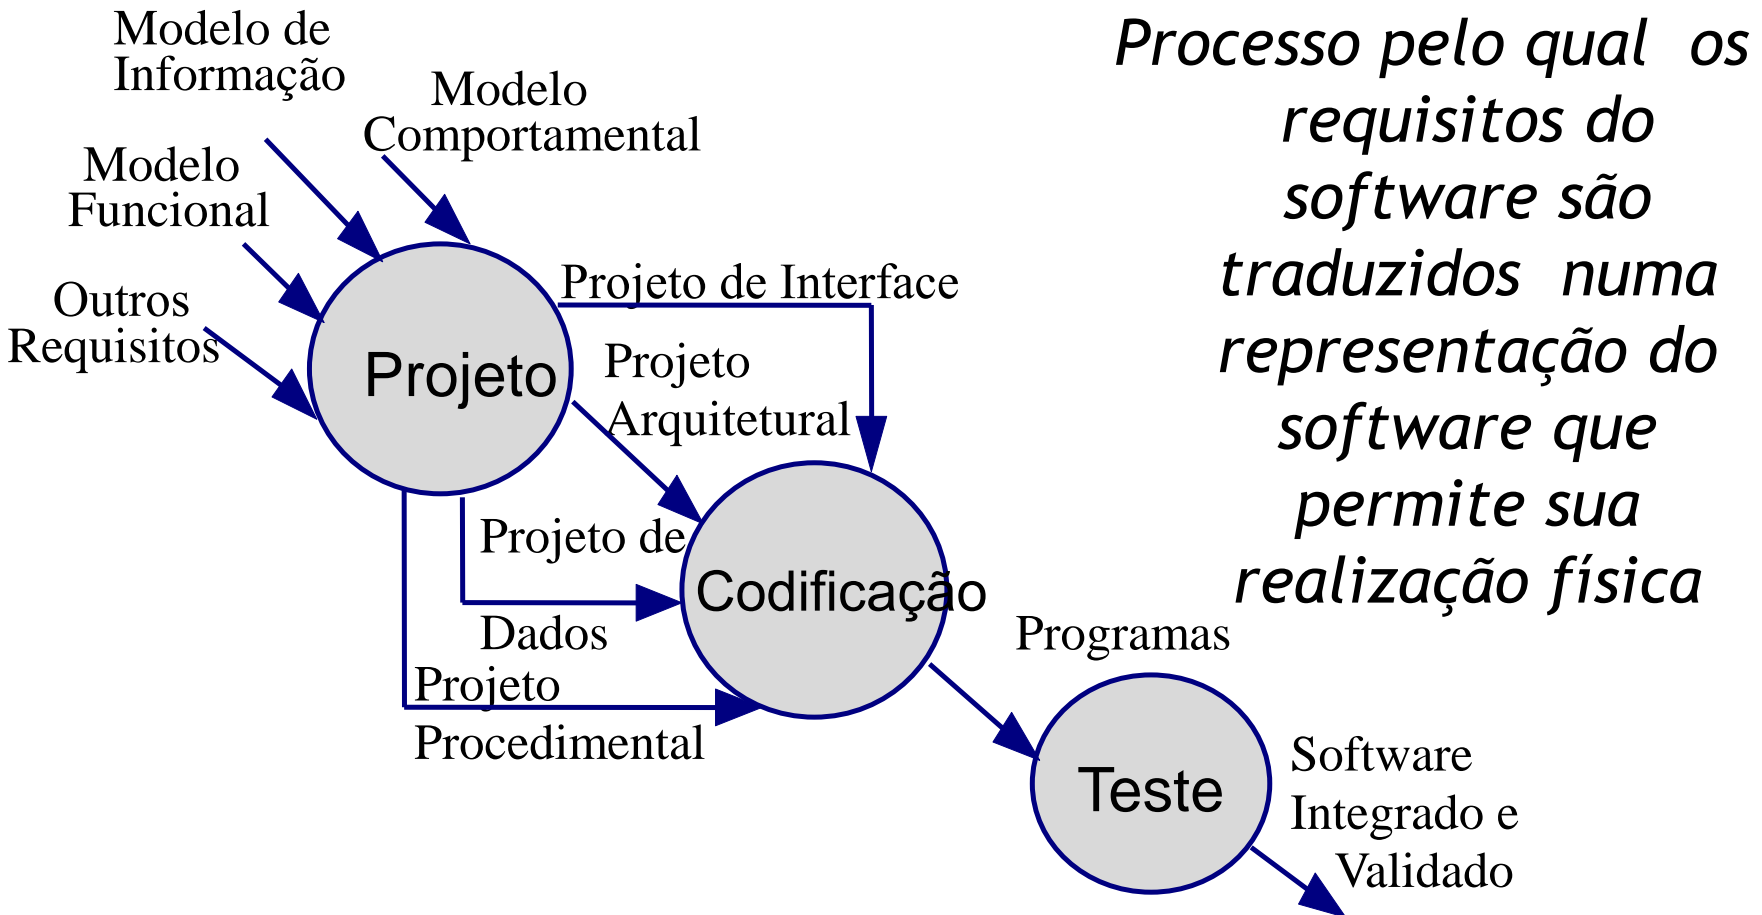 Modelo de
Informação
Modelo
Comportamental
Modelo
Funcional
Outros
Requisitos
Projeto
Projeto de Interface
Projeto
Arquitetural
Projeto de
Dados
Projeto
Procedimental
Codificação
Programas
Teste
Software
Integrado e
Validado
Processo pelo qual os
requisitos do
software são
traduzidos numa
representação do
software que
permite sua
realização física